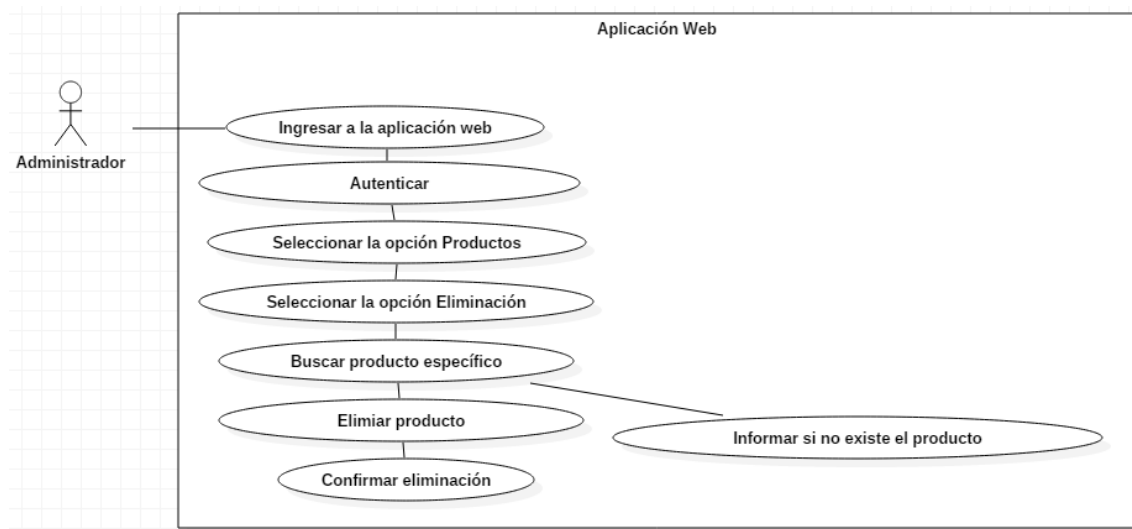 Aplicación Web
Administrador
Ingresar a la aplicación web
Autenticar
Seleccionar la opción Productos
Seleccionar la opción Eliminación
Buscar producto específico
Elimiar producto
Informar si no existe el producto
Confirmar eliminación